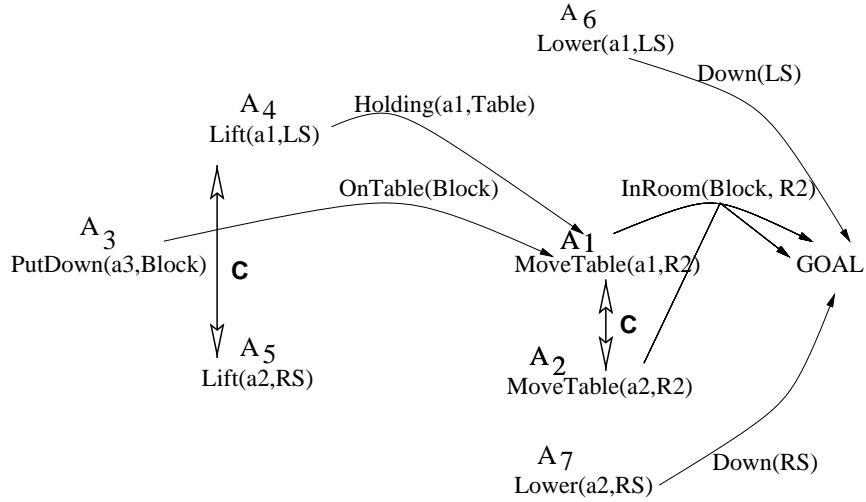 A6
Lower(a1,LS)
Down(LS)
A4
Lift(a1,LS)
Holding(a1,Table)
OnTable(Block)
InRoom(Block, R2)
A3
PutDown(a3,Block)
C
A1
MoveTable(a1,R2)
GOAL
C
A5
Lift(a2,RS)
A2
MoveTable(a2,R2)
A7
Lower(a2,RS)
Down(RS)